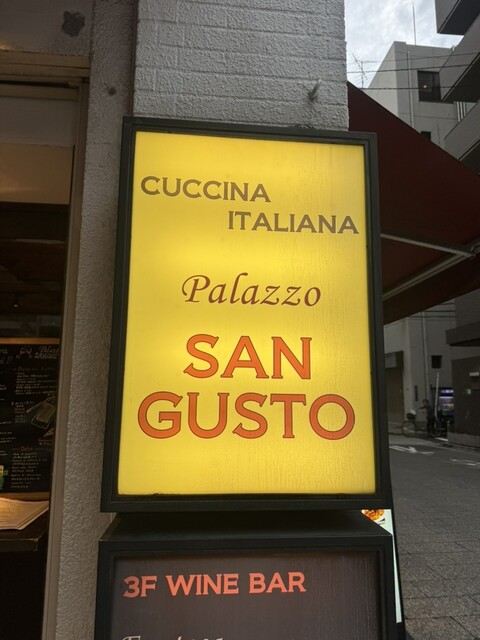 CUCCINA
ITALIANA
Palazzo
SAN
GUSTO
3F WINE BAR